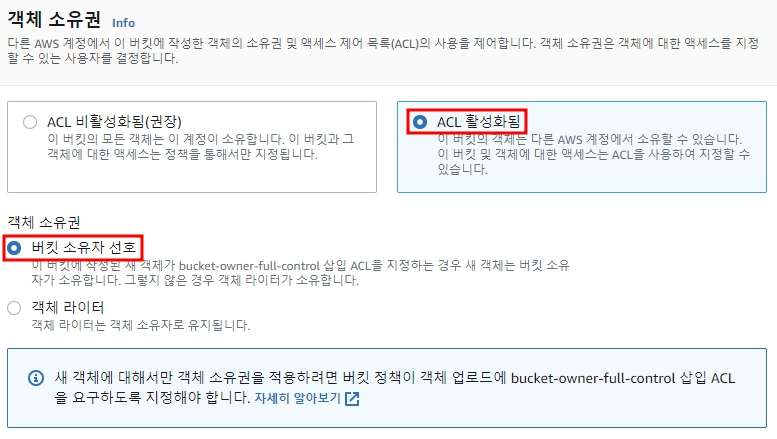 객체 소유권 Info
다른 AWS 계정에서 이 버킷에 작성한 객체의 소유권 및 액세스 제어 목록(ACL)의 사용을 제어합니다. 객체 소유권은 객체에 대한 액세스를 지정
할 수 있는 사용자를 결정합니다.
ACL 비활성화됨(권장)
이 버킷의 모든 객체는 이 계정이 소유합니다. 이 버킷과 그
객체에 대한 액세스는 정책을 통해서만 지정됩니다.
ACL 활성화됨
이 버킷의 객체는 다른 AWS 계정에서 소유할 수 있습니다.
이 버킷 및 객체에 대한 액세스는 ACL을 사용하여 지정할 수
있습니다.
객체 소유권
버킷 소유자 선호
이 버킷에 작성된 새 객체가 bucket-owner-full-control 삽입 ACL을 지정하는 경우 새 객체는 버킷 소유
자가 소유합니다. 그렇지 않은 경우 객체 라이터가 소유합니다.
객체 라이터
객체 라이터는 객체 소유자로 유지됩니다.
새 객체에 대해서만 객체 소유권을 적용하려면 버킷 정책이 객체 업로드에 bucket-owner-full-control 삽입 ACL
을 요구하도록 지정해야 합니다. 자세히 알아보기